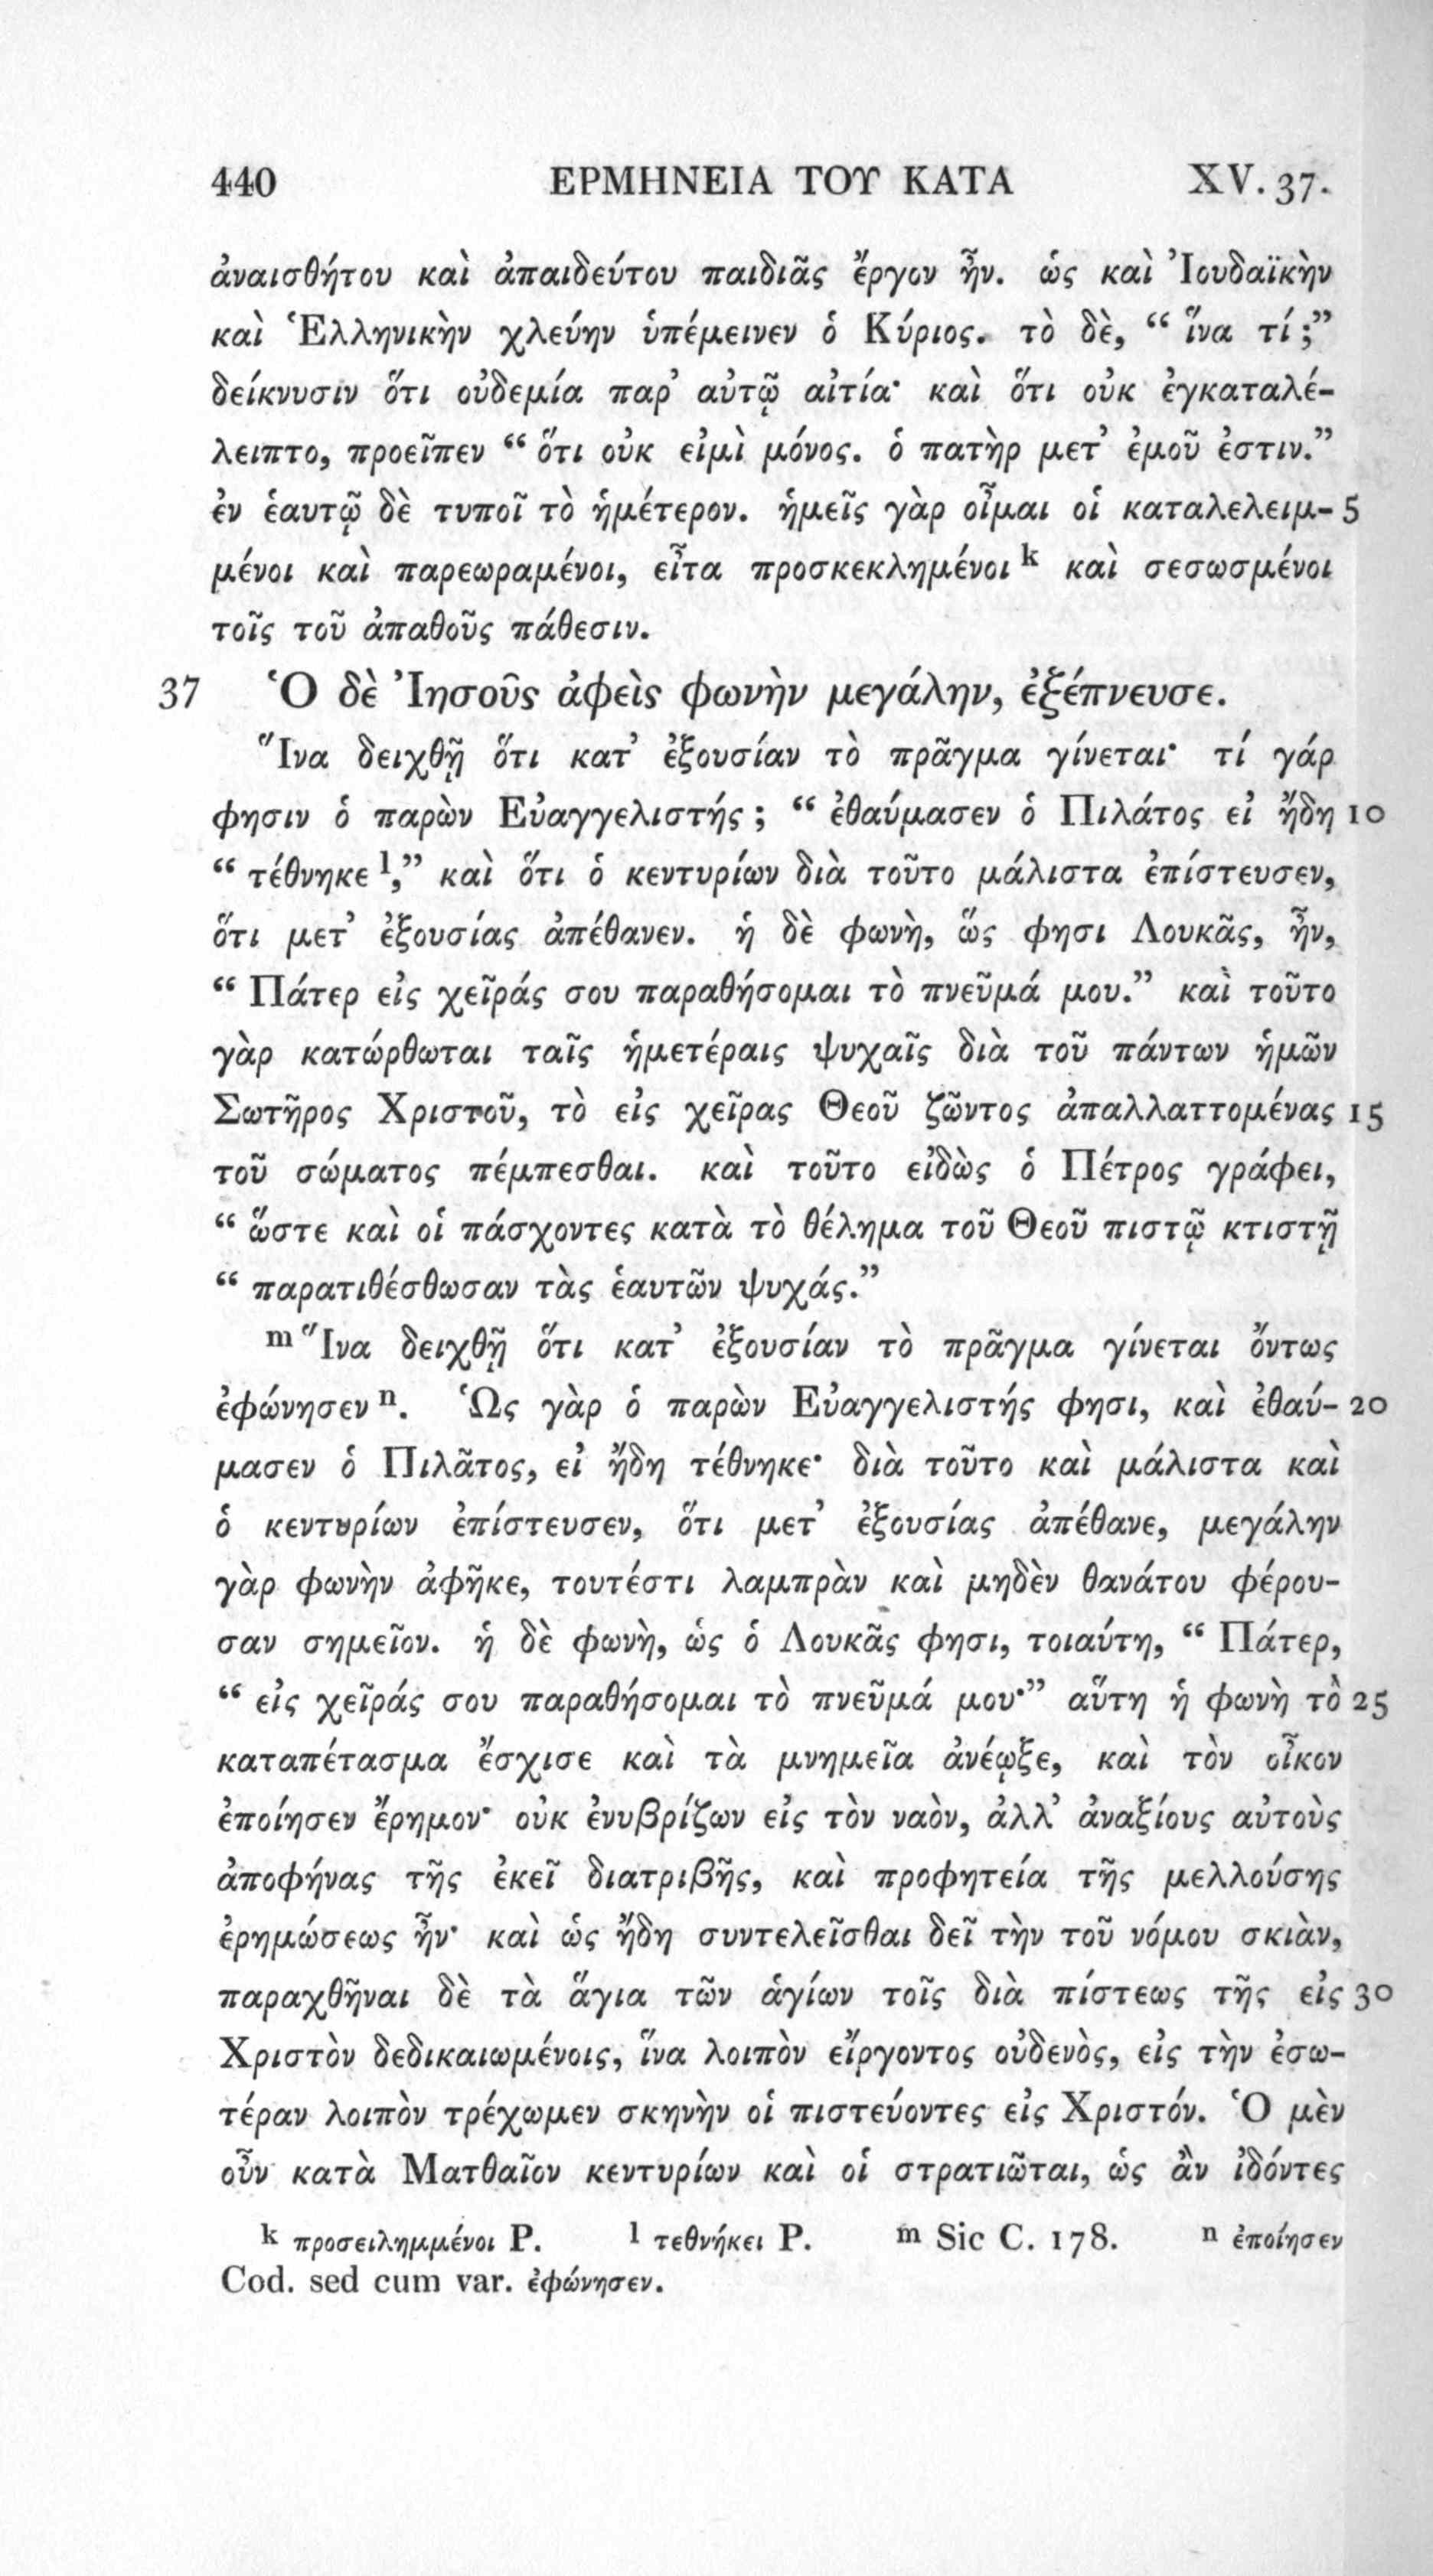 440 ΕΡΜΗΝΕΙΑ ΤΟΥ ΚΑΤΑ XV. 37.
ἀναισθήτου καὶ ἀπαιδεύτου παιδιᾶς ἔργον ἦν. ὡς καὶ Ἰουδαϊκὴν
καὶ Ἑλληνικὴν χλεύην ὑπέμεινεν ὁ Κύριος. τὸ δὲ, “ ἵνα τί ;”
δείκνυσιν ὅτι οὐδεμία παρ’ αὐτῷ αἰτία· καὶ ὅτι οὐκ ἐγκαταλέ-
λειπτο, προεῖπεν “ ὅτι οὐκ εἰμὶ μόνος. ὁ πατὴρ μετ’ ἐμοῦ ἐστιν.”
ἐν ἑαυτῷ δὲ τυποῖ τὸ ἡμέτερον. ἡμεῖς γὰρ οἶμαι οἱ καταλελειμ- 5
μένοι καὶ παρεωραμένοι, εἶτα προσκεκλημένοι k καὶ σεσωσμένοι
τοῖς τοῦ ἀπαθοῦς πάθεσιν.
37 Ὁ δὲ Ἰησοῦς ἀφεὶς φωνὴν μεγάλην, ἐξέπνευσε.
Ἵνα δειχθῇ ὅτι κατ’ ἐξουσίαν τὸ πρᾶγμα γίνεται· τί γάρ
φησιν ὁ παρὼν Εὐαγγελιστής ; “ ἐθαύμασεν ὁ Πιλάτος εἰ ἤδη 10
“ τέθνηκε l,” καὶ ὅτι ὁ κεντυρίων διὰ τοῦτο μάλιστα ἐπίστευσεν,
ὅτι μετ’ ἐξουσίας ἀπέθανεν. ἡ δὲ φωνὴ, ὥς φησι Λουκᾶς, ἦν,
“ Πάτερ εἰς χεῖράς σου παραθήσομαι τὸ πνεῦμά μου.” καὶ τοῦτο
γὰρ κατώρθωται ταῖς ἡμετέραις ψυχαῖς διὰ τοῦ πάντων ἡμῶν
Σωτῆρος Χριστοῦ, τὸ εἰς χεῖρας Θεοῦ ζῶντος ἀπαλλαττομένας 15
τοῦ σώματος πέμπεσθαι. καὶ τοῦτο εἰδὼς ὁ Πέτρος γράφει,
“ ὥστε καὶ οἱ πάσχοντες κατὰ τὸ θέλημα τοῦ Θεοῦ πιστῷ κτιστῇ
“ παρατιθέσθωσαν τὰς ἑαυτῶν ψυχάς.”
m Ἵνα δειχθῇ ὅτι κατ’ ἐξουσίαν τὸ πρᾶγμα γίνεται ὄντως
ἐφώνησεν n. Ὡς γὰρ ὁ παρὼν Εὐαγγελιστής φησι, καὶ ἐθαύ- 20
μασεν ὁ Πιλᾶτος, εἰ ἤδη τέθνηκε· διὰ τοῦτο καὶ μάλιστα καὶ
ὁ κεντυρίων ἐπίστευσεν, ὅτι μετ’ ἐξουσίας ἀπέθανε, μεγάλην
γὰρ φωνὴν ἀφῆκε, τουτέστι λαμπρὰν καὶ μηδὲν θανάτου φέρου-
σαν σημεῖον. ἡ δὲ φωνὴ, ὡς ὁ Λουκᾶς φησι, τοιαύτη, “ Πάτερ,
“ εἰς χεῖράς σου παραθήσομαι τὸ πνεῦμά μου·” αὕτη ἡ φωνὴ τὸ 25
καταπέτασμα ἔσχισε καὶ τὰ μνημεῖα ἀνέῳξε, καὶ τὸν οἶκον
ἐποίησεν ἔρημον· οὐκ ἐνυβρίζων εἰς τὸν ναὸν, ἀλλ’ ἀναξίους αὐτοὺς
ἀποφήνας τῆς ἐκεῖ διατριβῆς, καὶ προφητεία τῆς μελλούσης
ἐρημώσεως ἦν· καὶ ὡς ἤδη συντελεῖσθαι δεῖ τὴν τοῦ νόμου σκιὰν,
παραχθῆναι δὲ τὰ ἅγια τῶν ἁγίων τοῖς διὰ πίστεως τῆς εἰς 30
Χριστὸν δεδικαιωμένοις, ἵνα λοιπὸν εἴργοντος οὐδενὸς, εἰς τὴν ἐσω-
τέραν λοιπὸν τρέχωμεν σκηνὴν οἱ πιστεύοντες εἰς Χριστόν. Ὁ μὲν
οὖν κατὰ Ματθαῖον κεντυρίων καὶ οἱ στρατιῶται, ὡς ἂν ἰδόντες
k προσειλημμένοι P. l τεθνήκει P. m Sic C. 178. n ἐποίησεν
Cod. sed cum var. ἐφώνησεν.